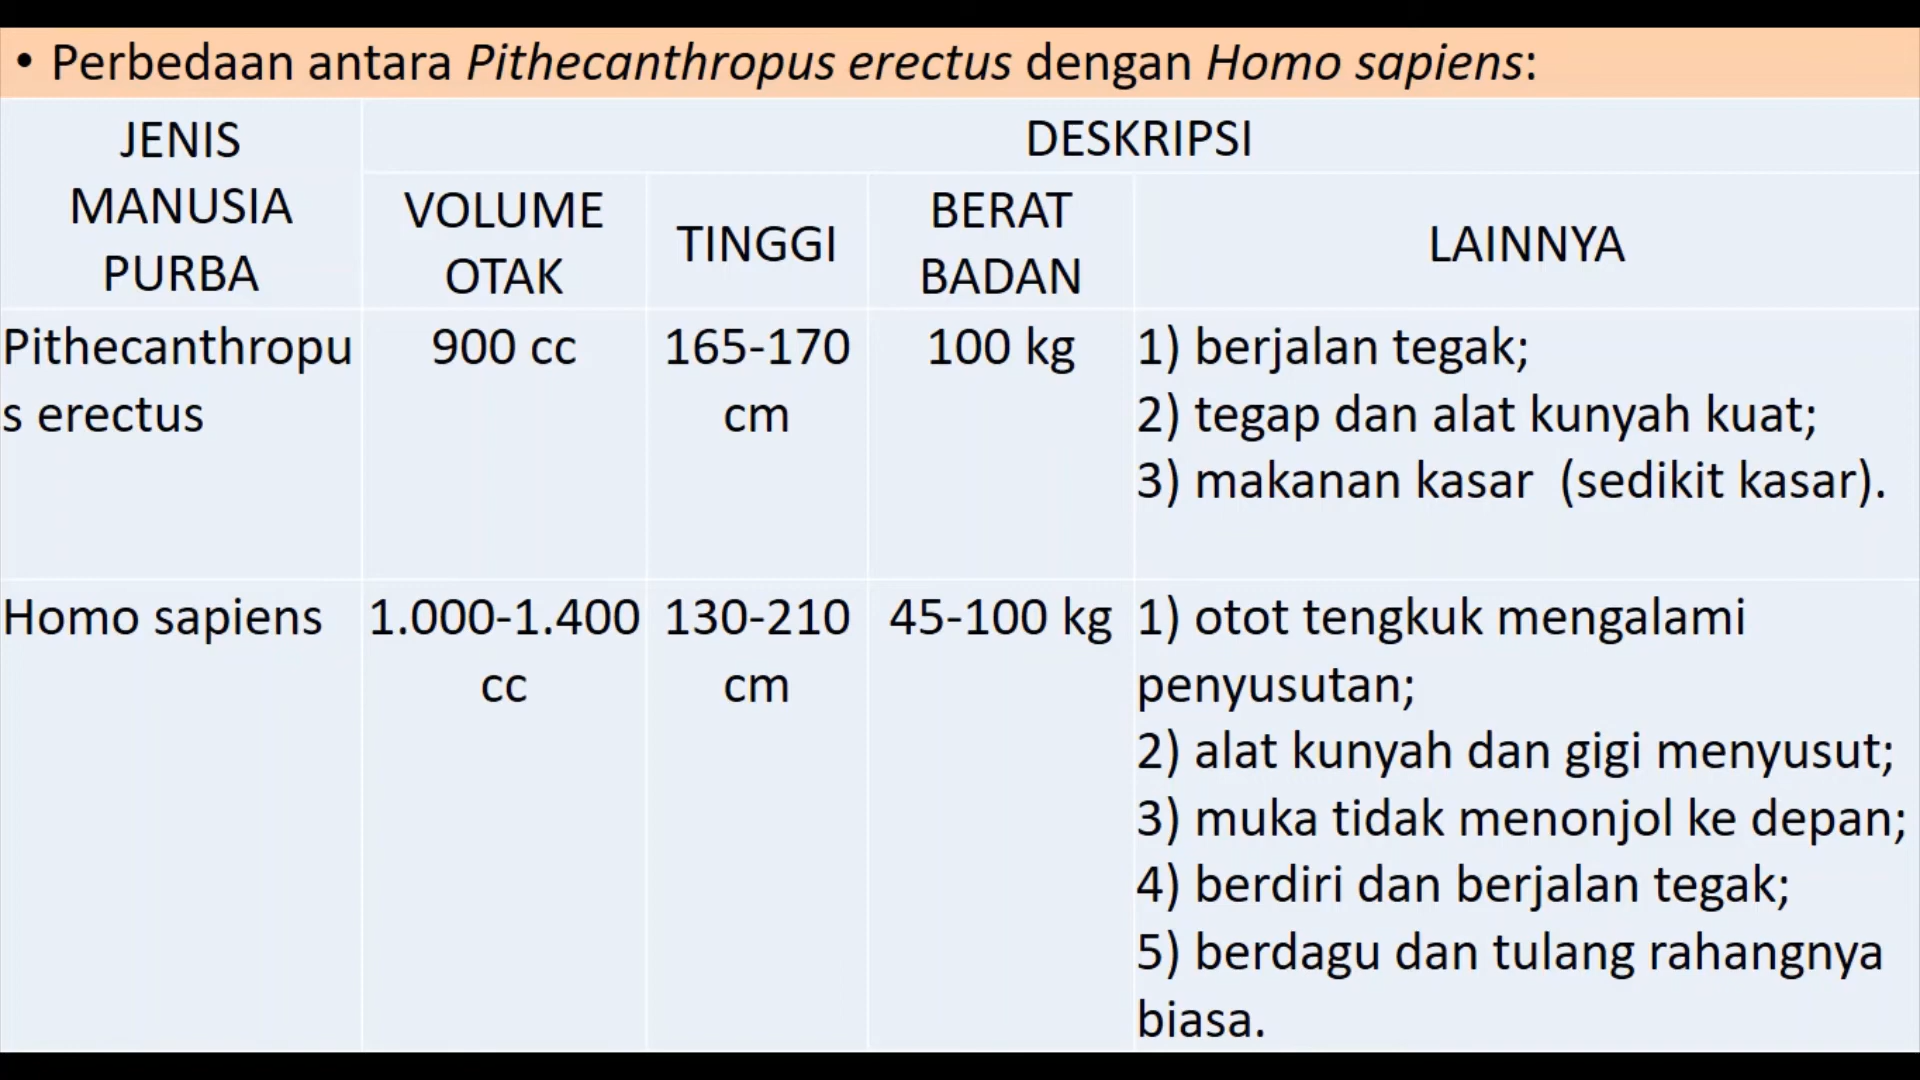 • Perbedaan antara Pithecanthropus erectus dengan Homo sapiens:
JENIS
MANUSIA
PURBA
DESKRIPSI
VOLUME
OTAK
TINGGI
BERAT
BADAN
LAINNYA
Pithecanthropu
s erectus
900 cc
165-170
cm
100 kg
1) berjalan tegak;
2) tegap dan alat kunyah kuat;
3) makanan kasar (sedikit kasar).
Homo sapiens
1.000-1.400
cc
130-210
cm
45-100 kg
1) otot tengkuk mengalami
penyusutan;
2) alat kunyah dan gigi menyusut;
3) muka tidak menonjol ke depan;
4) berdiri dan berjalan tegak;
5) berdagu dan tulang rahangnya
biasa.